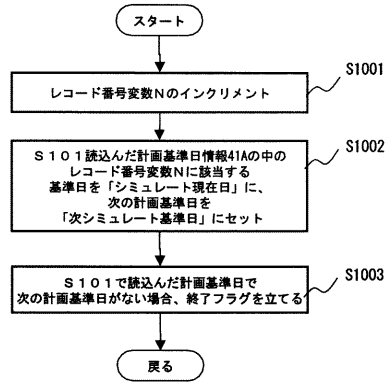 スタート
S1001
レコード番号変数Nのインクリメント
S1002
S101読込んだ計画基準日情報41Aの中の
レコード番号変数Nに該当する
基準日を「シミュレート現在日」に、
次の計画基準日を
「次シミュレート基準日」にセット
S1003
S101で読込んだ計画基準日で
次の計画基準日がない場合、終了フラグを立てる
戻る